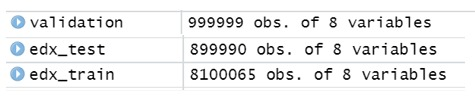 validation 999999 obs. of 8 variables
edx_test 899990 obs. of 8 variables
edx_train 8100065 obs. of 8 variables